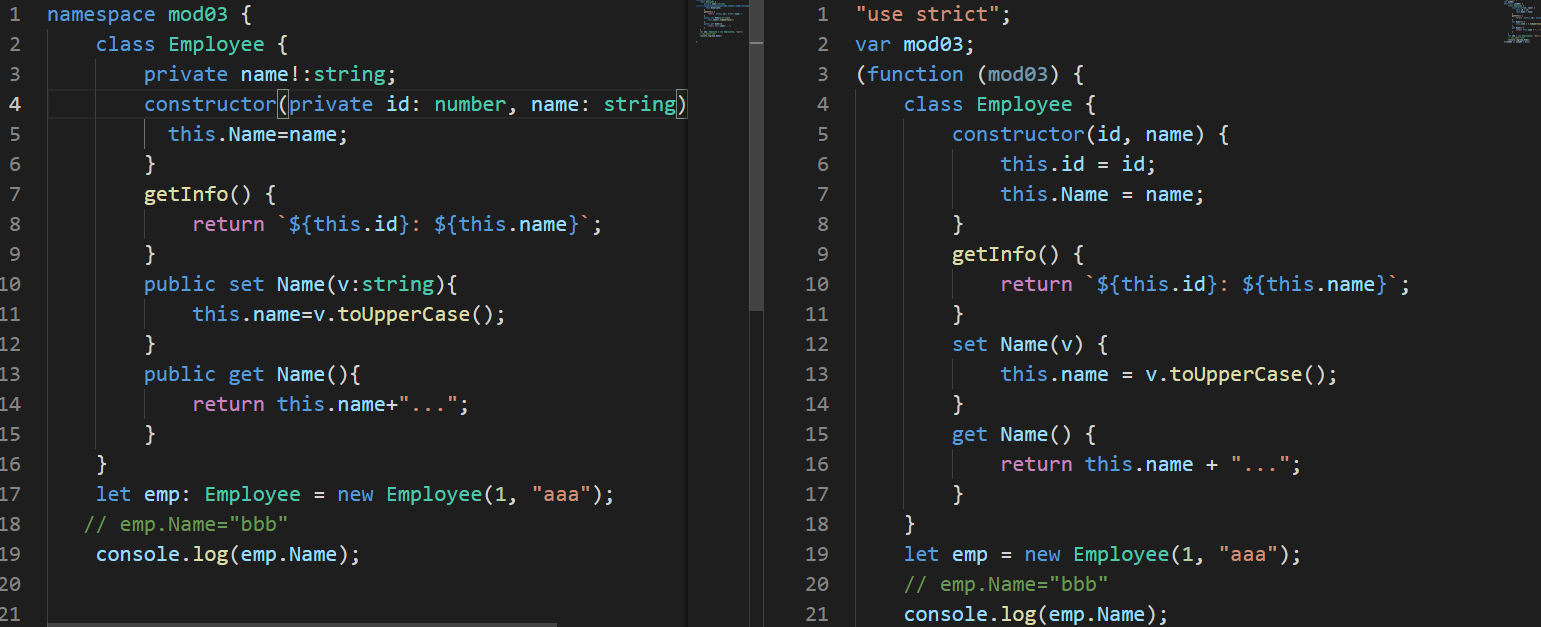 1 namespace mod03 {
2 class Employee {
3 private name!:string;
4 constructor(private id: number, name: string)
5 this.Name=name;
6 }
7 getInfo() {
8 return `${this.id}: ${this.name}`;
9 }
10 public set Name(v:string){
11 this.name=v.toUpperCase();
12 }
13 public get Name(){
14 return this.name+"...";
15 }
16 }
17 let emp: Employee = new Employee(1, "aaa");
18 // emp.Name="bbb"
19 console.log(emp.Name);
20
21
1 "use strict";
2 var mod03;
3 (function (mod03) {
4 class Employee {
5 constructor(id, name) {
6 this.id = id;
7 this.Name = name;
8 }
9 getInfo() {
10 return `${this.id}: ${this.name}`;
11 }
12 set Name(v) {
13 this.name = v.toUpperCase();
14 }
15 get Name() {
16 return this.name + "...";
17 }
18 }
19 let emp = new Employee(1, "aaa");
20 // emp.Name="bbb"
21 console.log(emp.Name);